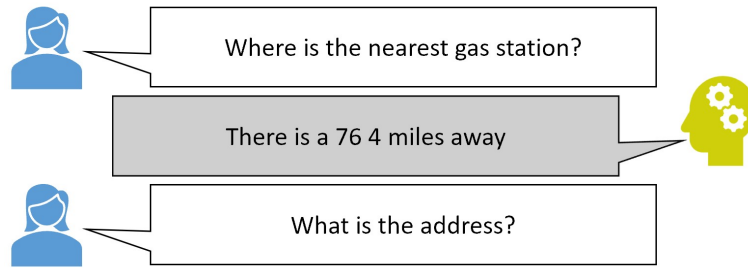 Where is the nearest gas station?
There is a 76 4 miles away
What is the address?